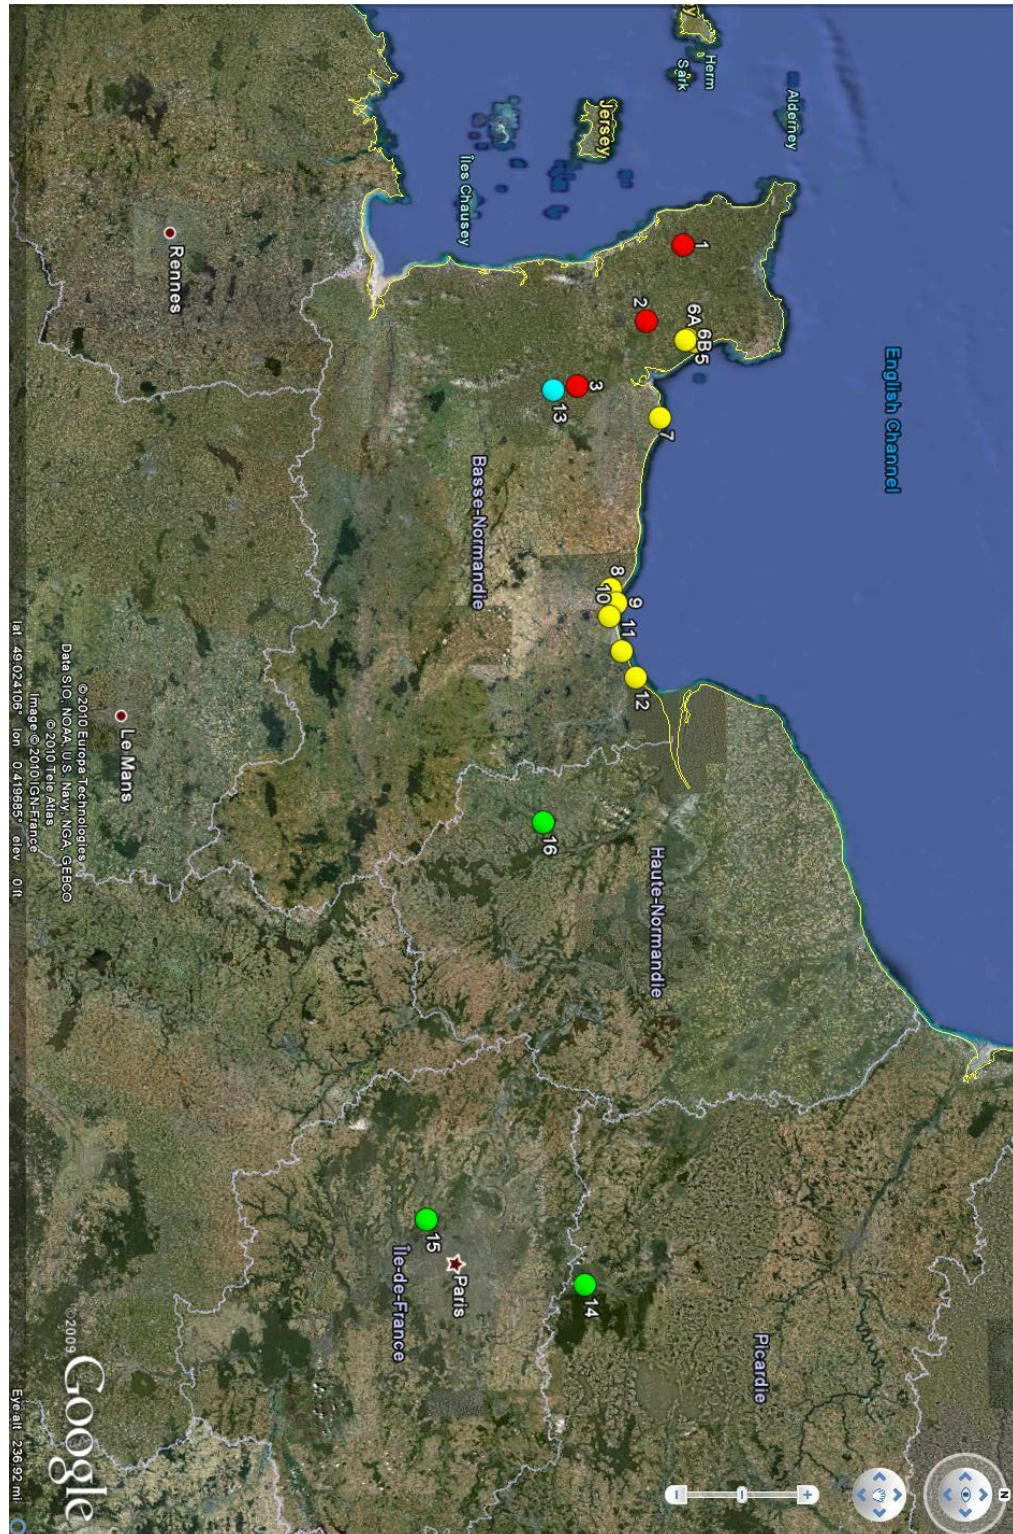 N
English Channel
Alderney
Herm
Sark
Jersey
Îles Chausey
1
2
6A
6B5
3
13
7
8
9
10
11
12
16
14
15
Basse-Normandie
Haute-Normandie
Picardie
Île-de-France
Paris
Rennes
Le Mans
© 2010 Europa Technologies
Data SIO, NOAA, U.S. Navy, NGA, GEBCO
© 2010 Tele Atlas
Image © 2010 IGN-France
©2009 Google
lat 49.024106° lon 0.419685° elev 0 ft
Eye alt 236.92 mi